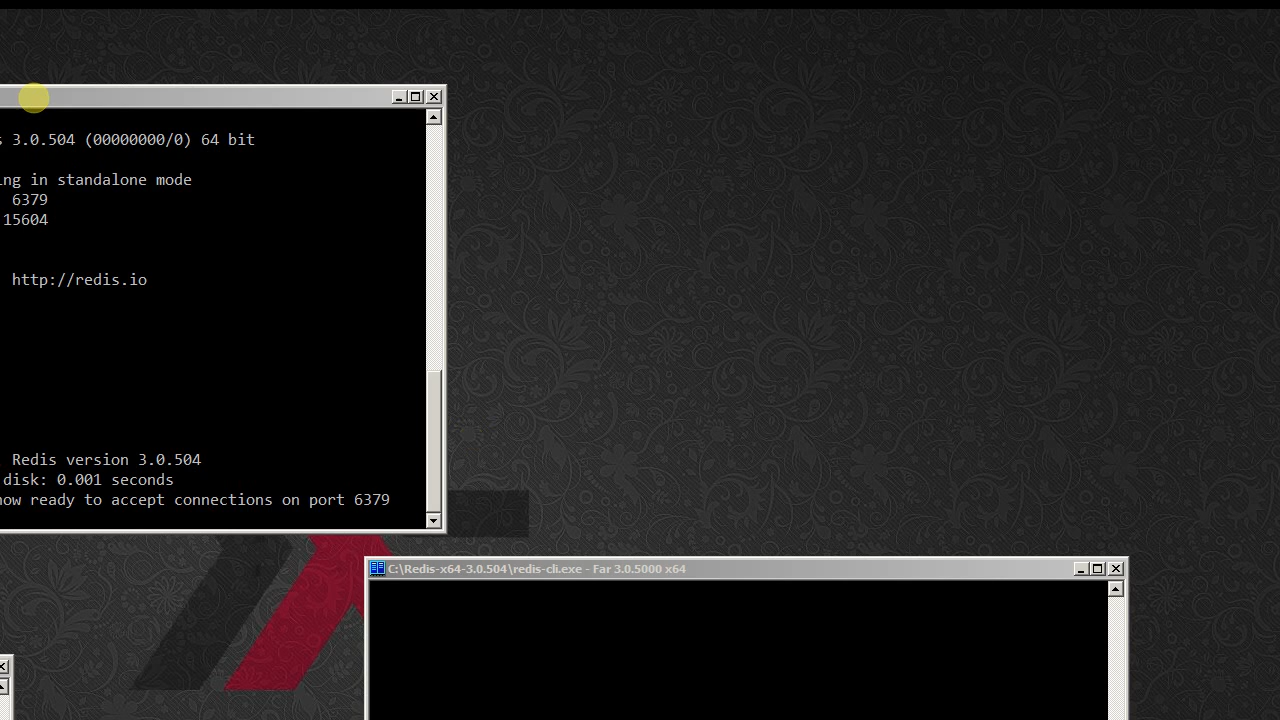 3.0.504 (00000000/0) 64 bit
in standalone mode
6379
15604
http://redis.io
Redis version 3.0.504
disk: 0.001 seconds
now ready to accept connections on port 6379
C:\Redis-x64-3.0.504\redis-cli.exe - Far 3.0.5000 x64